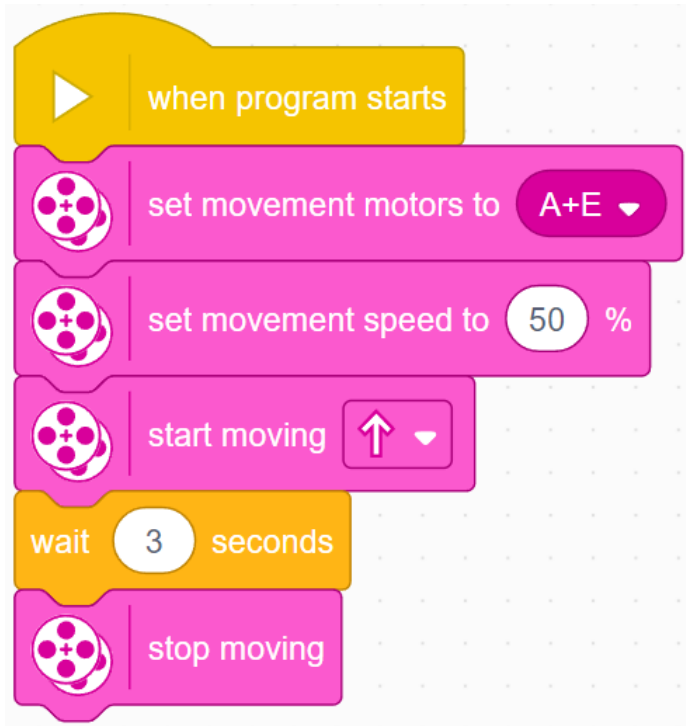 when program starts
set movement motors to A+E
set movement speed to 50 %
start moving
wait 3 seconds
stop moving